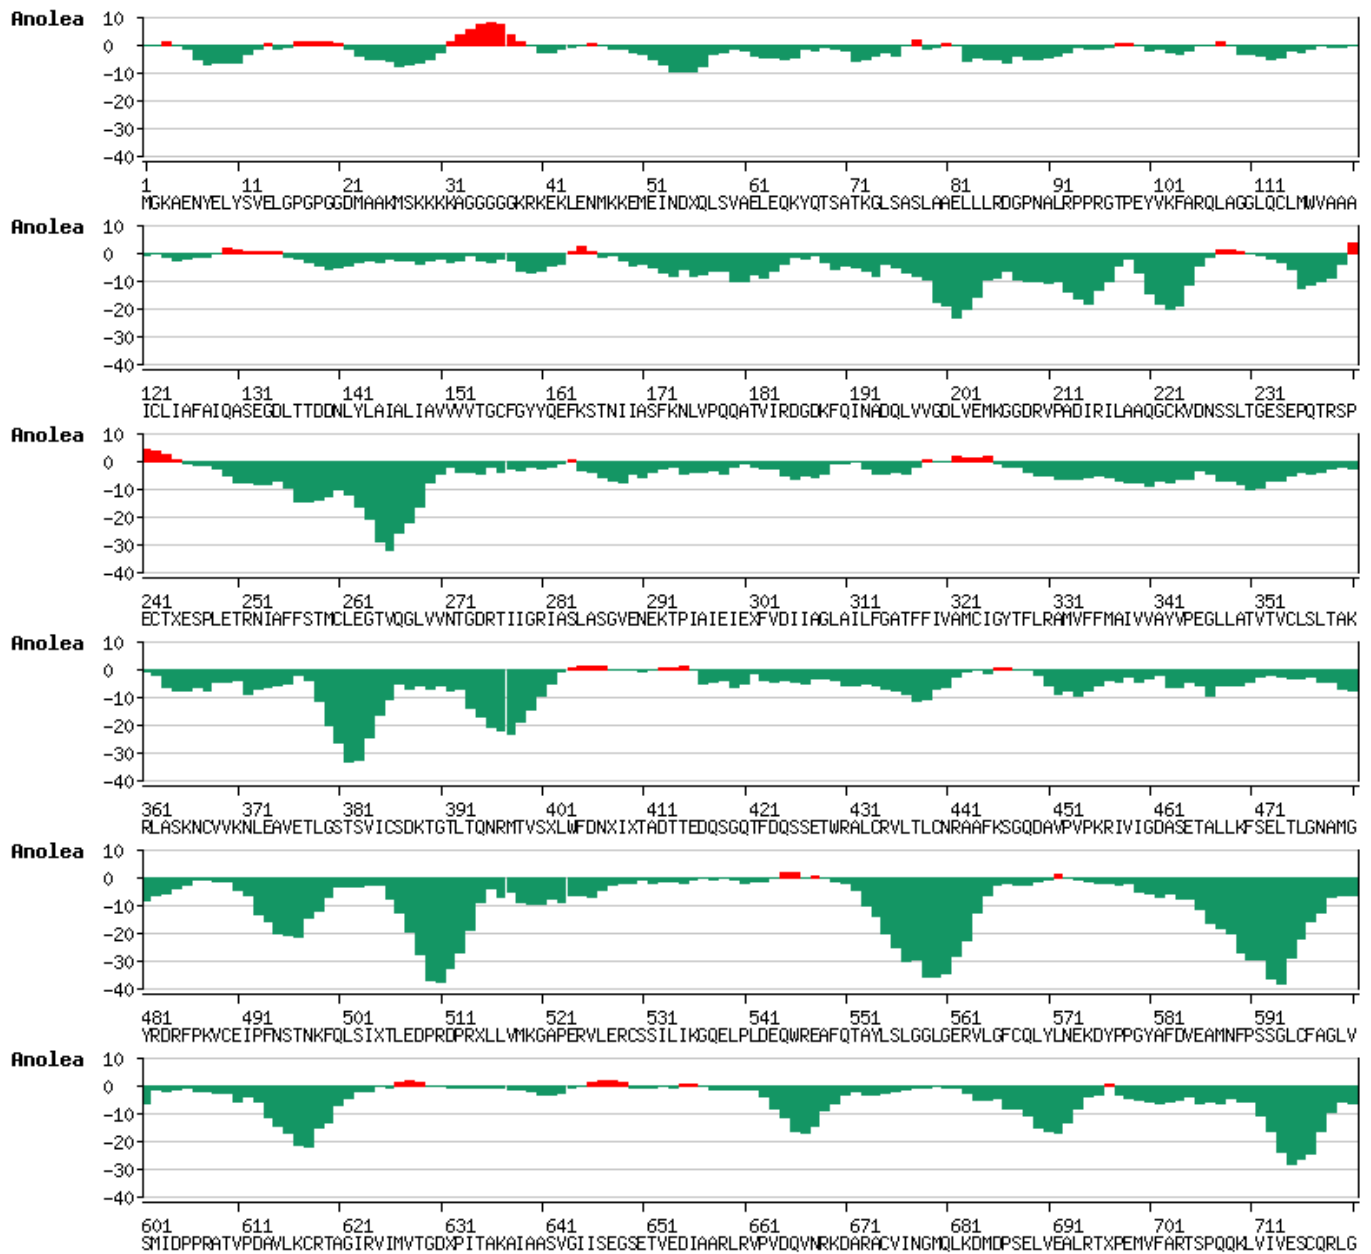 Anolea 10
0
-10
-20
-30
-40
1 11 21 31 41 51 61 71 81 91 101 111
MGKAENYELYSVELGPGPGGDMAAKMSKKKKAGGGGGKRKEKLENMKKEMEINDXQLSVAELEQKYQTSATKGLSASLAAELLLRDGPNALRPPRGTPEYVKFARQLAGGLQCLMWVAAA
Anolea 10
0
-10
-20
-30
-40
121 131 141 151 161 171 181 191 201 211 221 231
ICLIAFAIQASEGDLTTDDNLYLAIALIAVVVVTGCFGYYQEFKSTNIIASFKNLVPQQATVIRDGDKFQINADQLVVGDLVEMKGGDRVPADIRILAAQGCKVDNSSLTGESEPQTRSP
Anolea 10
0
-10
-20
-30
-40
241 251 261 271 281 291 301 311 321 331 341 351
ECTXESPLETRNIAFFSTMCLEGTVQGLVVNTGDRTIIGRIASLASGVENEKTPIAIEIEXFVDIIAGLAILFGATFFIVAMCIGYTFLRAMVFFMAIVVAYVPEGLLATVTVCLSLTAK
Anolea 10
0
-10
-20
-30
-40
361 371 381 391 401 411 421 431 441 451 461 471
RLASKNCVVKNLEAVETLGSTSVICSDKTGTLTQNRMTVSXLWFDNXIXTADTTEDQSGQTFDQSSETWRALCRVLTLCNRAAFKSGQDAVPVPKRIVIGDASETALLKFSELTLGNAMG
Anolea 10
0
-10
-20
-30
-40
481 491 501 511 521 531 541 551 561 571 581 591
YRDRFPKVCEIPFNSTNKFQLSIXTLEDPRDPRXLLVMKGAPERVLERCSSILIKGQELPLDEQWREAFQTAYLSLGGLGERVLGFCQLYLNEKDYPPGYAFDVEAMNFPSSGLCFAGLV
Anolea 10
0
-10
-20
-30
-40
601 611 621 631 641 651 661 671 681 691 701 711
SMIDPPRATVPDAVLKCRTAGIRVIMVTGDXPITAKAIAASVGIISEGSETVEDIAARLRVPVDQVNRKDARACVINGMQLKDMDPSELVEALRTXPEMVFARTSPQQKLVIVESCQRLG